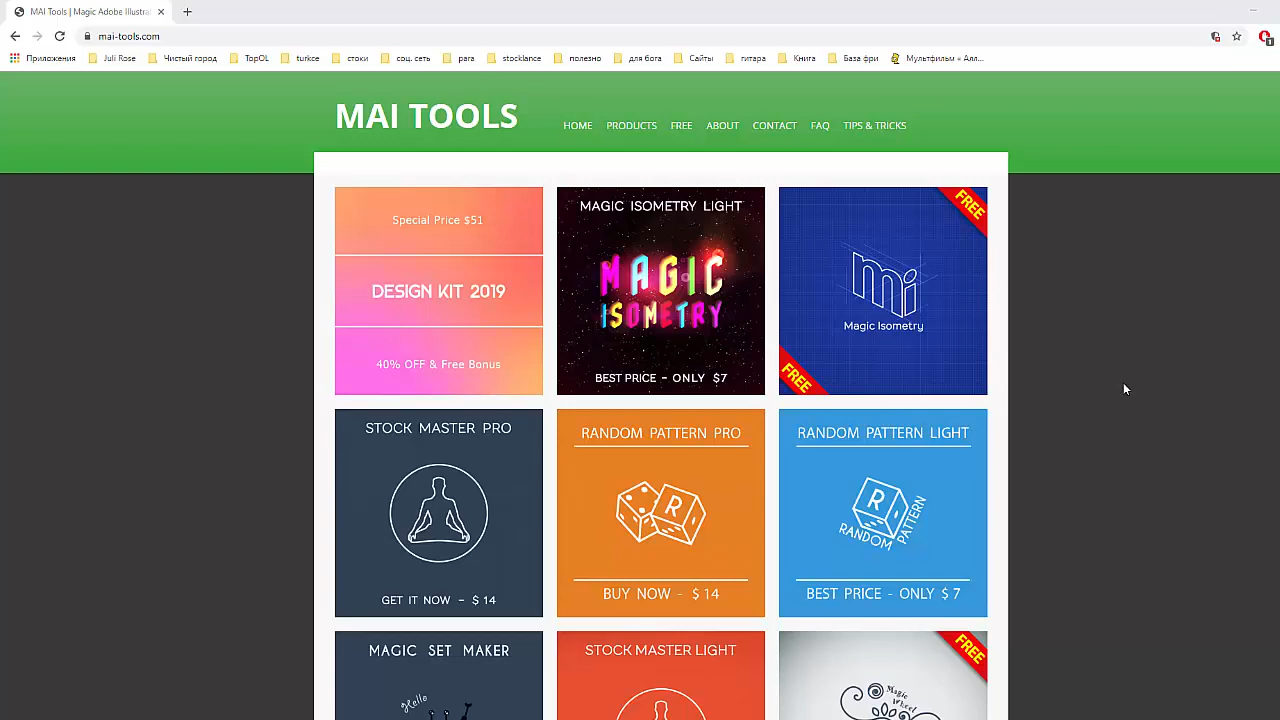 MAI Tools | Magic Adobe Illustra
mai-tools.com
Приложения
Juli Rose
Чистый город
TopOL
turkce
стоки
соц. сеть
para
stocklance
полезно
для бога
Сайты
гитара
Книга
База фри
Мультфильм « Алл...
MAI TOOLS
HOME PRODUCTS FREE ABOUT CONTACT FAQ TIPS & TRICKS
Special Price $51
DESIGN KIT 2019
40% OFF & Free Bonus
MAGIC ISOMETRY LIGHT
MAGIC
ISOMETRY
BEST PRICE - ONLY $7
FREE
mi
Magic Isometry
FREE
STOCK MASTER PRO
GET IT NOW - $ 14
RANDOM PATTERN PRO
R
BUY NOW - $ 14
RANDOM PATTERN LIGHT
R
RANDOM PATTERN
BEST PRICE - ONLY $ 7
MAGIC SET MAKER
Hello
STOCK MASTER LIGHT
FREE
Magic
Wheel